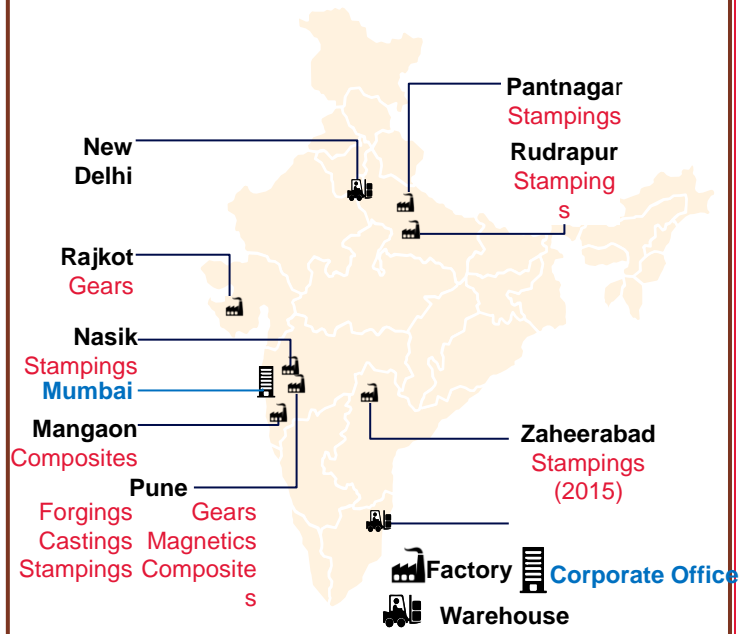 Pantnagar
Stampings
Rudrapur
Stamping
s
New
Delhi
Rajkot
Gears
Nasik
Stampings
Mumbai
Mangaon
Composites
Zaheerabad
Stampings
(2015)
Pune
Forgings Gears
Castings Magnetics
Stampings Composite
s
Factory Corporate Office
Warehouse